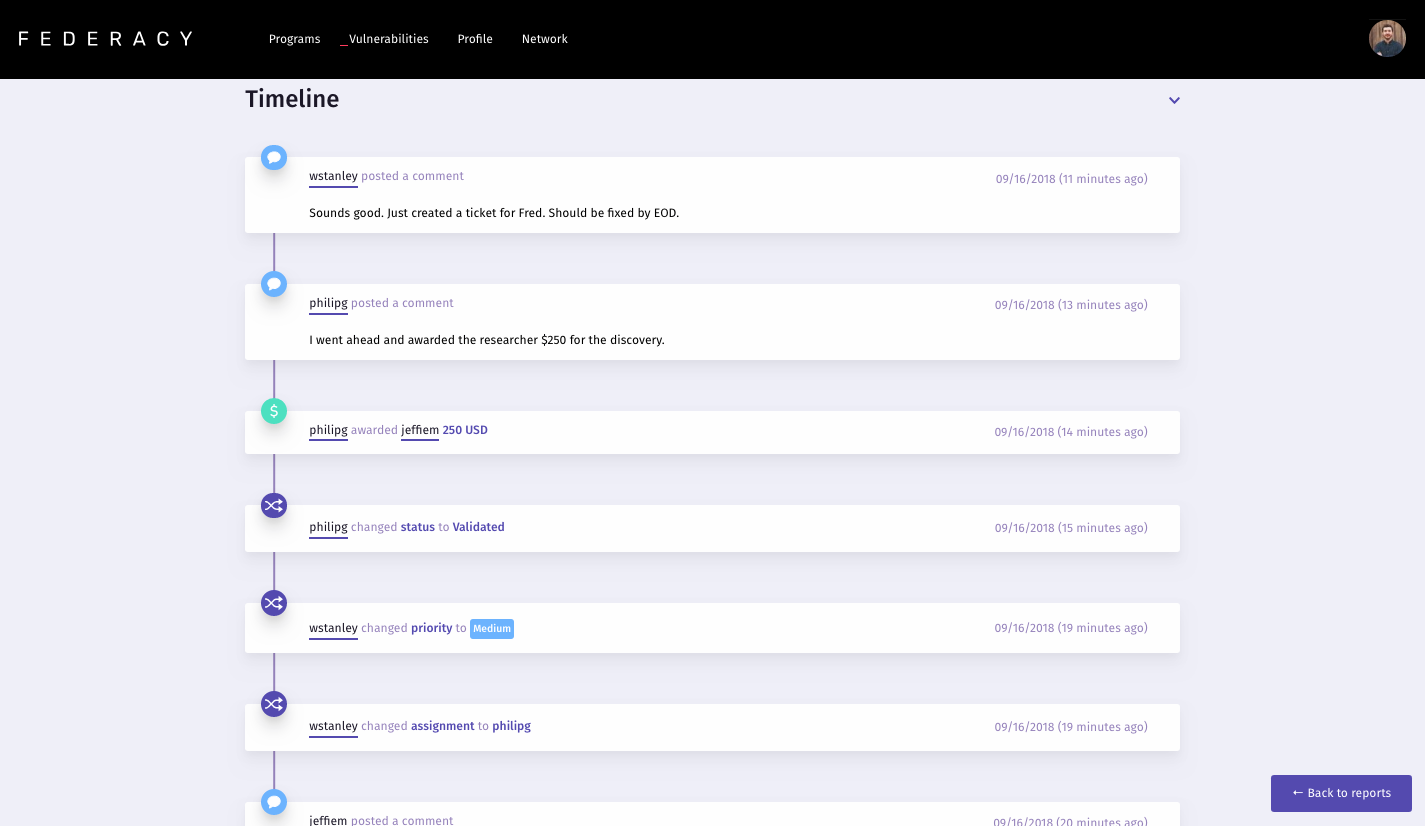 FEDERACY Programs _Vulnerabilities Profile Network
Timeline
wstanley posted a comment 09/16/2018 (11 minutes ago)
Sounds good. Just created a ticket for Fred. Should be fixed by EOD.
philipg posted a comment 09/16/2018 (13 minutes ago)
I went ahead and awarded the researcher $250 for the discovery.
$
philipg awarded jeffiem 250 USD 09/16/2018 (14 minutes ago)
philipg changed status to Validated 09/16/2018 (15 minutes ago)
wstanley changed priority to Medium 09/16/2018 (19 minutes ago)
wstanley changed assignment to philipg 09/16/2018 (19 minutes ago)
← Back to reports
jeffiem posted a comment 09/16/2018 (20 minutes ago)